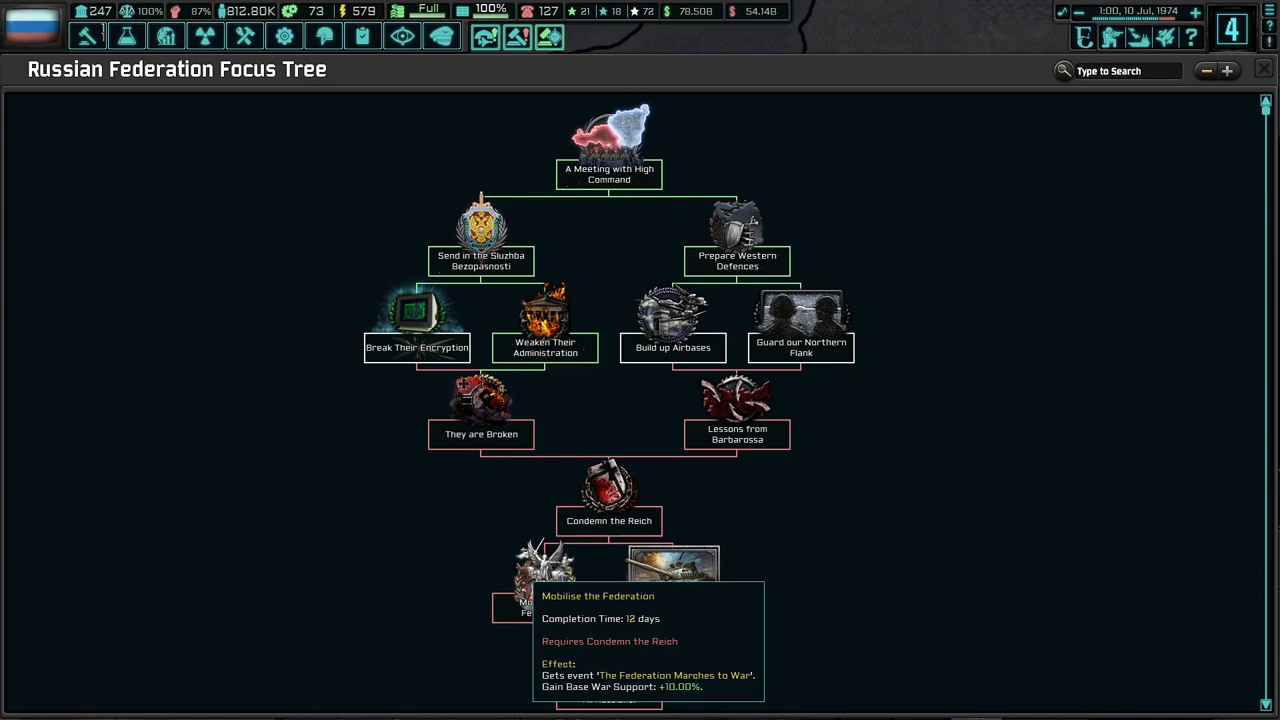 247 100% 87% 812.80K 73 579 Full 100% 127 21 18 72 78.50B 54.14B
1:00, 10 Jul, 1974
4
Russian Federation Focus Tree
Type to Search
A Meeting with High
Command
Send in the Sluzhba
Bezopasnosti
Prepare Western
Defences
Break Their Encryption
Weaken Their
Administration
Build up Airbases
Guard our Northern
Flank
They are Broken
Lessons from
Barbarossa
Condemn the Reich
Mobilise the Federation
Completion Time: 12 days
Requires Condemn the Reich
Effect:
Gets event 'The Federation Marches to War'.
Gain Base War Support: +10.00%.